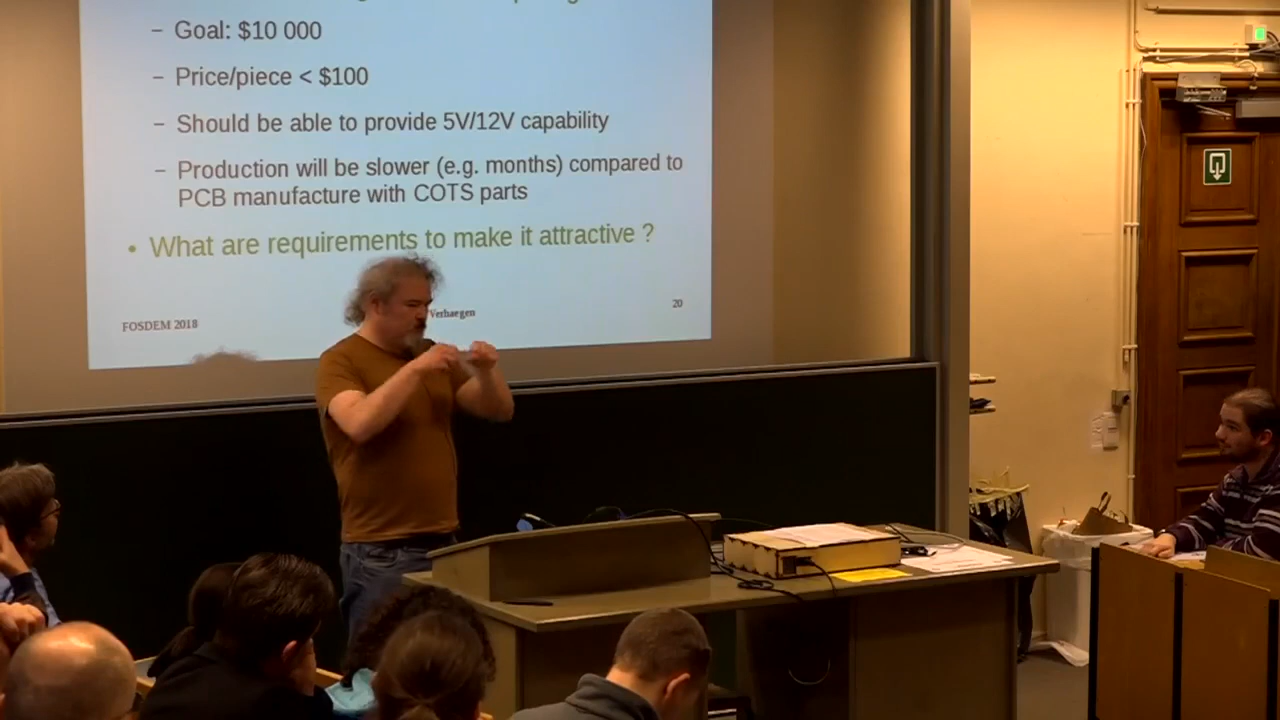 – Goal: $10 000
– Price/piece < $100
– Should be able to provide 5V/12V capability
– Production will be slower (e.g. months) compared to
PCB manufacture with COTS parts
• What are requirements to make it attractive ?
FOSDEM 2018
Verhaegen
20